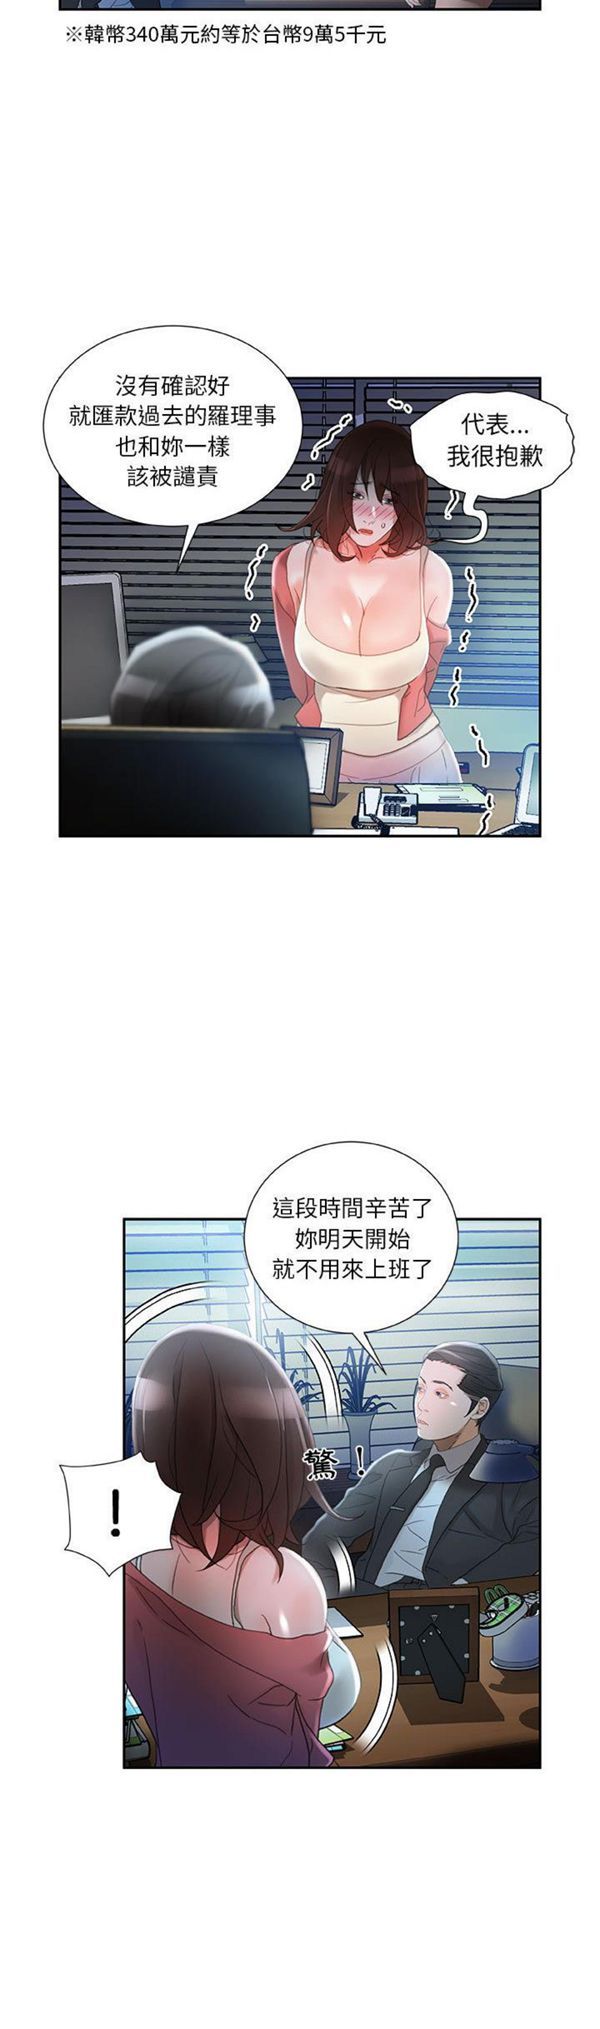 ※韓幣340萬元約等於台幣9萬5千元
沒有確認好
就匯款過去的羅理事
也和妳一樣
該被譴責
代表...
我很抱歉
這段時間辛苦了
妳明天開始
就不用來上班了
驚!
!